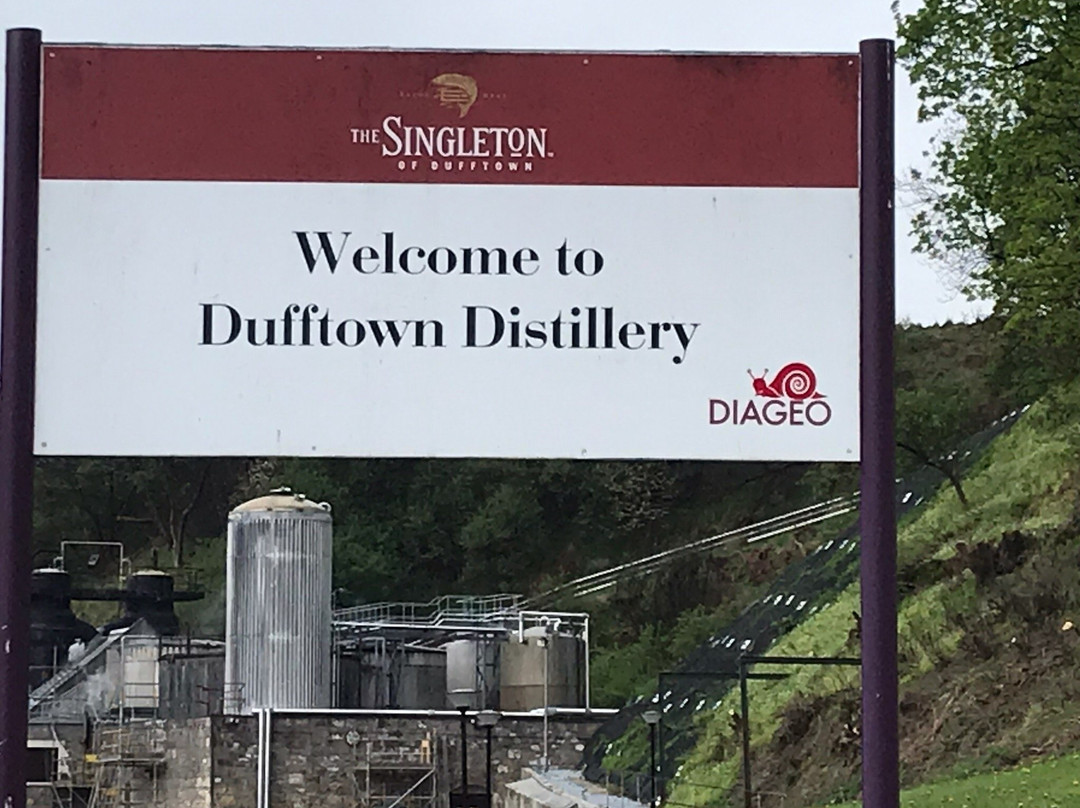 THE SINGLETON
OF DUFFTOWN
Welcome to
Dufftown Distillery
DIAGEO